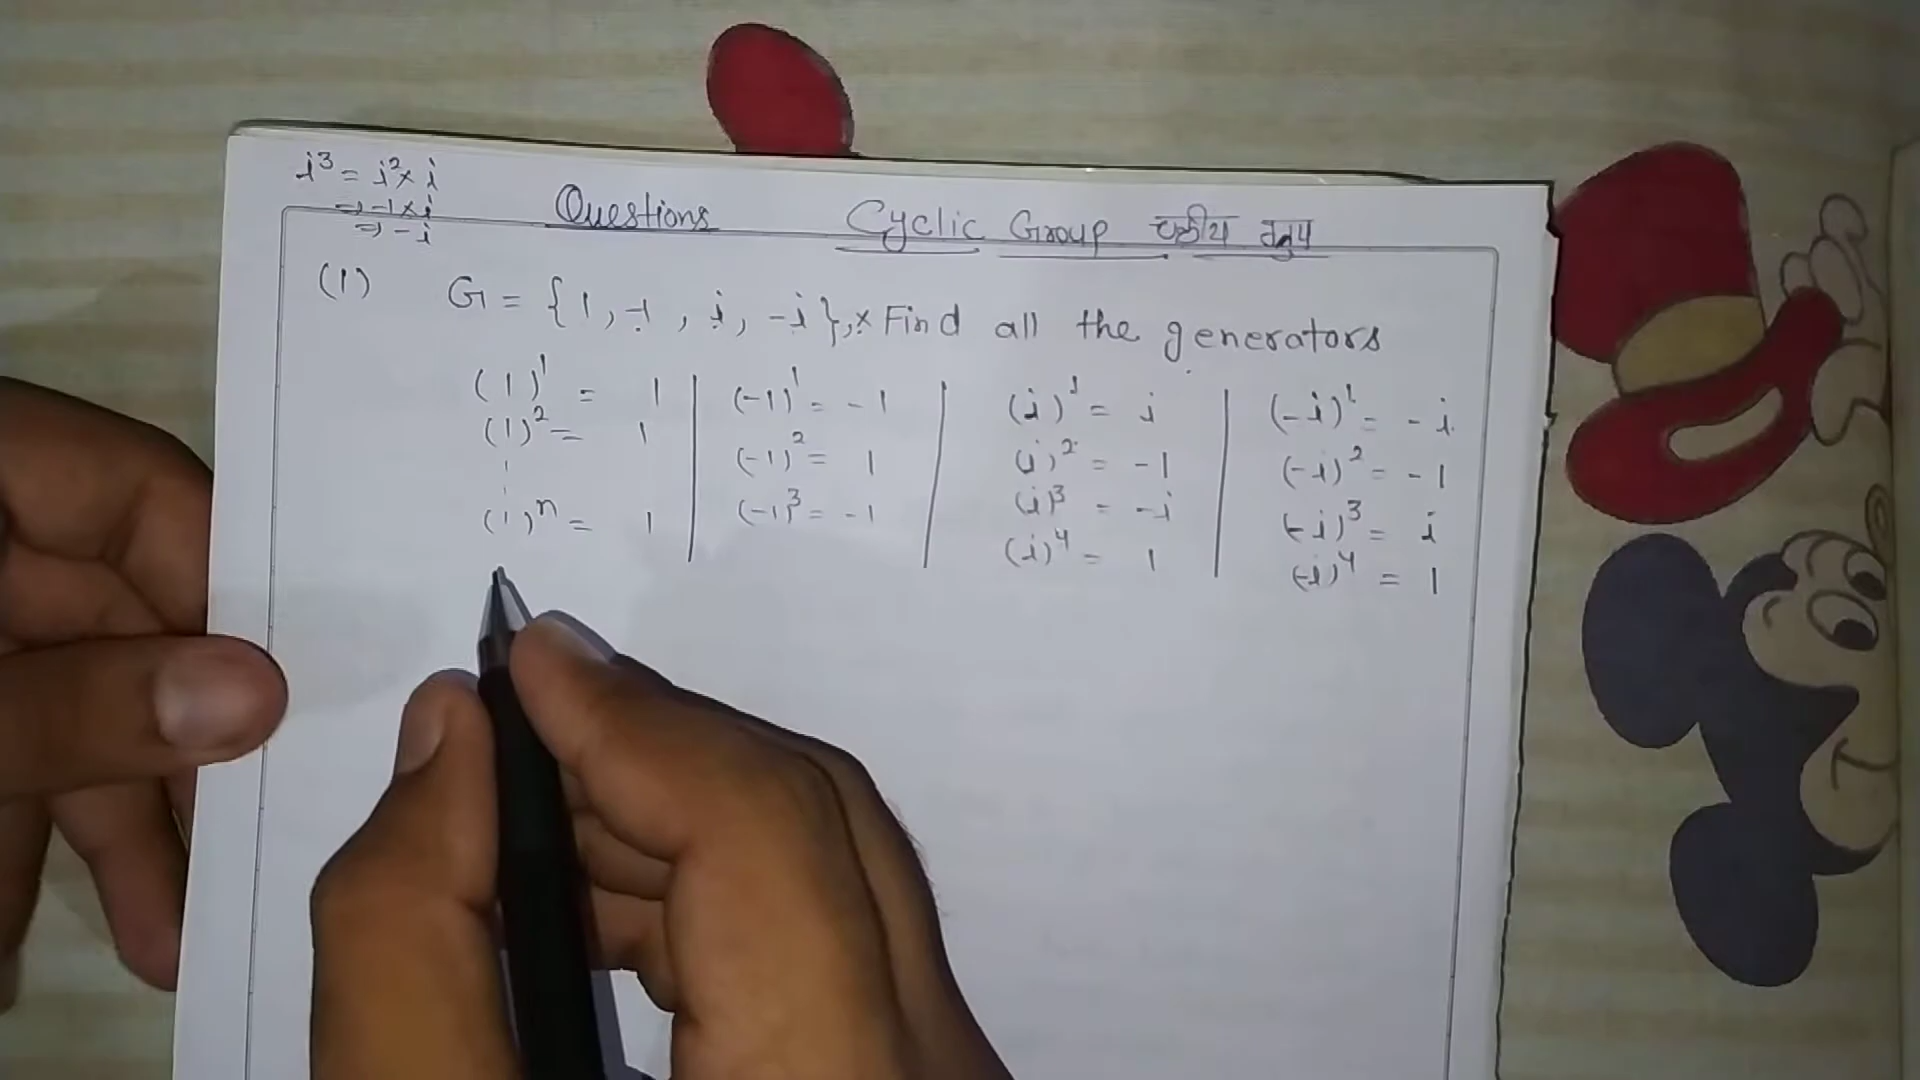 i³ = i² × i
⇒ -1 × i
⇒ -i
Questions Cyclic Group चक्रीय समूह
(1) G = {1, -1, i, -i}, × Find all the generators
(1)¹ = 1 | (-1)¹ = -1 | (i)¹ = i | (-i)¹ = -i
(1)² = 1 | (-1)² = 1 | (i)² = -1 | (-i)² = -1
(1)ⁿ = 1 | (-1)³ = -1 | (i)³ = -i | (-i)³ = i
(i)⁴ = 1 | (-i)⁴ = 1